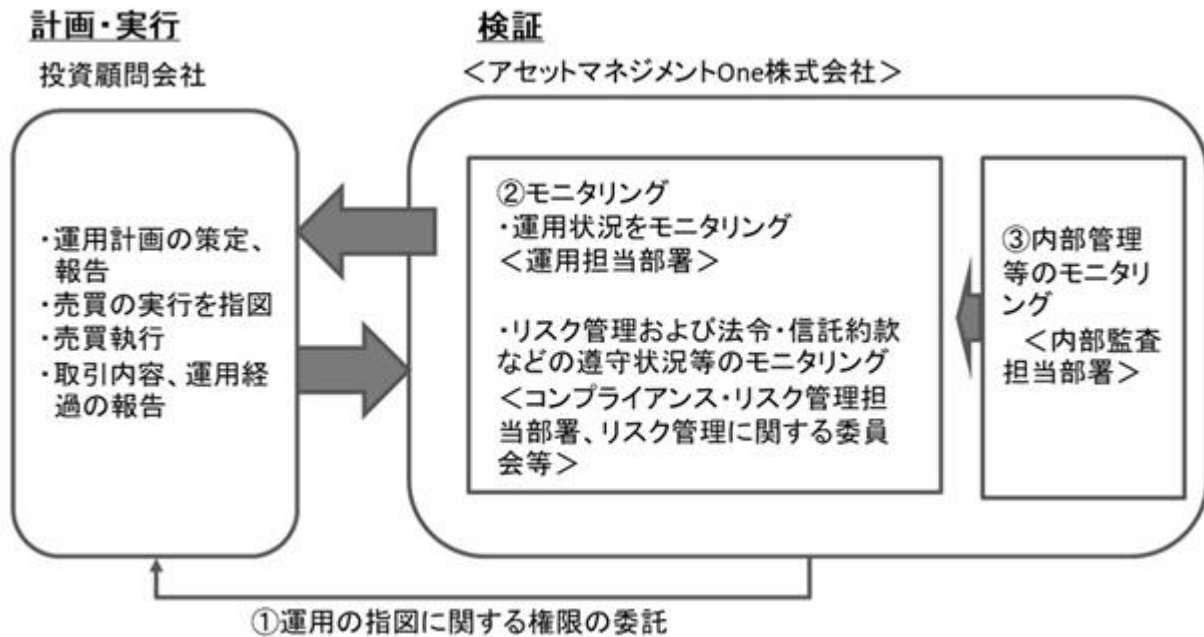 計画・実行
投資顧問会社
・運用計画の策定、
報告
・売買の実行を指図
・売買執行
・取引内容、運用経
過の報告
検証
＜アセットマネジメントOne株式会社＞
②モニタリング
・運用状況をモニタリング
＜運用担当部署＞
・リスク管理および法令・信託約款
などの遵守状況等のモニタリング
＜コンプライアンス・リスク管理担
当部署、リスク管理に関する委員
会等＞
③内部管理
等のモニタリ
ング
＜内部監査
担当部署＞
①運用の指図に関する権限の委託